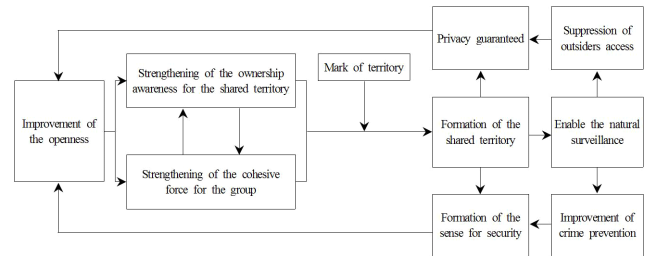 Privacy guaranteed
Suppression of
outsiders access
Strengthening of the ownership
awareness for the shared territory
Mark of territory
Improvement of
the openness
Formation of the
shared territory
Enable the natural
surveillance
Strengthening of the cohesive
force for the group
Formation of the
sense for security
Improvement of
crime prevention